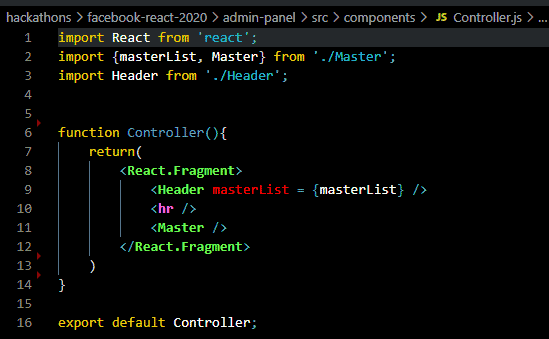 hackathons > facebook-react-2020 > admin-panel > src > components > JS Controller.js > ...
1 import React from 'react';
2 import {masterList, Master} from './Master';
3 import Header from './Header';
4
5
6 function Controller(){
7 return(
8 <React.Fragment>
9 <Header masterList = {masterList} />
10 <hr />
11 <Master />
12 </React.Fragment>
13 )
14 }
15
16 export default Controller;